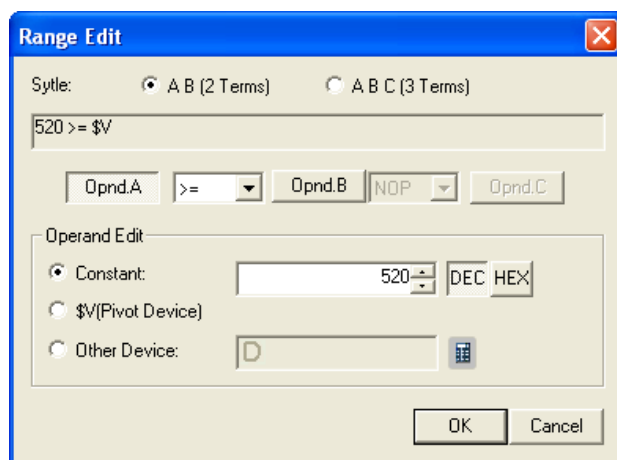 Range Edit
Sytle: A B (2 Terms) A B C (3 Terms)
520 >= $V
Opnd.A >= Opnd.B NOP Opnd.C
Operand Edit
Constant: 520 DEC HEX
$V(Pivot Device)
Other Device: D
OK Cancel